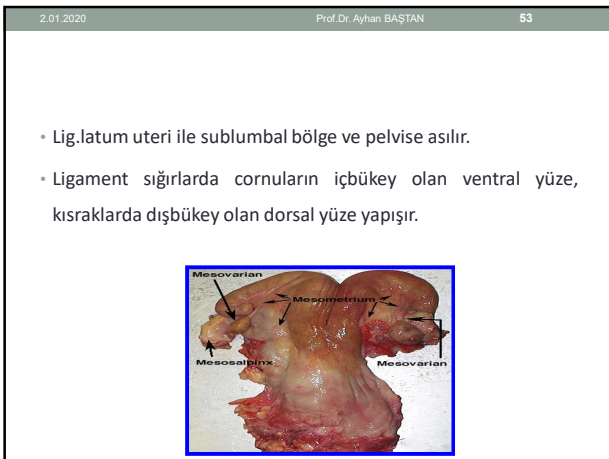 2.01.2020 Prof.Dr. Ayhan BAŞTAN 53
• Lig.latum uteri ile sublumbal bölge ve pelvise asılır.
• Ligament sığırlarda cornuların içbükey olan ventral yüze,
kısraklarda dışbükey olan dorsal yüze yapışır.
Mesovarian
Mesometrium
Mesosalpinx
Mesovarian